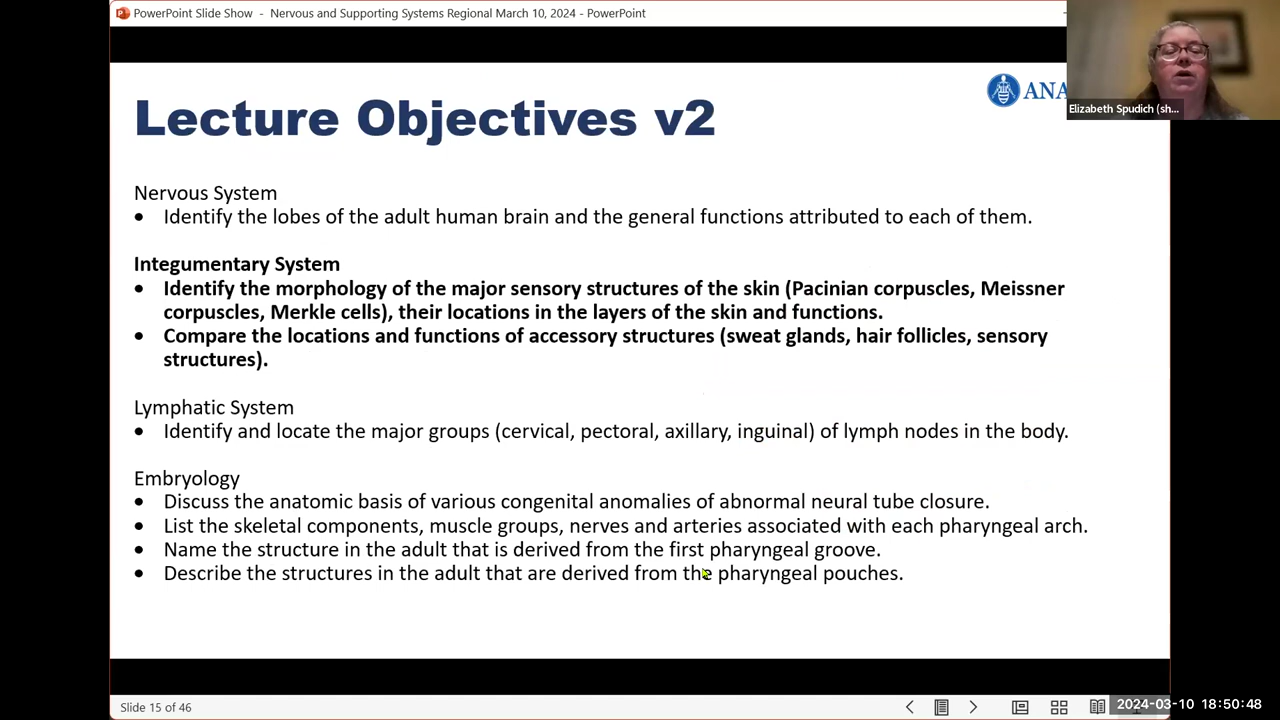 PowerPoint Slide Show - Nervous and Supporting Systems Regional March 10, 2024 - PowerPoint
Elizabeth Spudich (sh...
ANA
Lecture Objectives v2
Nervous System
• Identify the lobes of the adult human brain and the general functions attributed to each of them.
Integumentary System
• Identify the morphology of the major sensory structures of the skin (Pacinian corpuscles, Meissner
corpuscles, Merkle cells), their locations in the layers of the skin and functions.
• Compare the locations and functions of accessory structures (sweat glands, hair follicles, sensory
structures).
Lymphatic System
• Identify and locate the major groups (cervical, pectoral, axillary, inguinal) of lymph nodes in the body.
Embryology
• Discuss the anatomic basis of various congenital anomalies of abnormal neural tube closure.
• List the skeletal components, muscle groups, nerves and arteries associated with each pharyngeal arch.
• Name the structure in the adult that is derived from the first pharyngeal groove.
• Describe the structures in the adult that are derived from the pharyngeal pouches.
Slide 15 of 46
2024-03-10 18:50:48